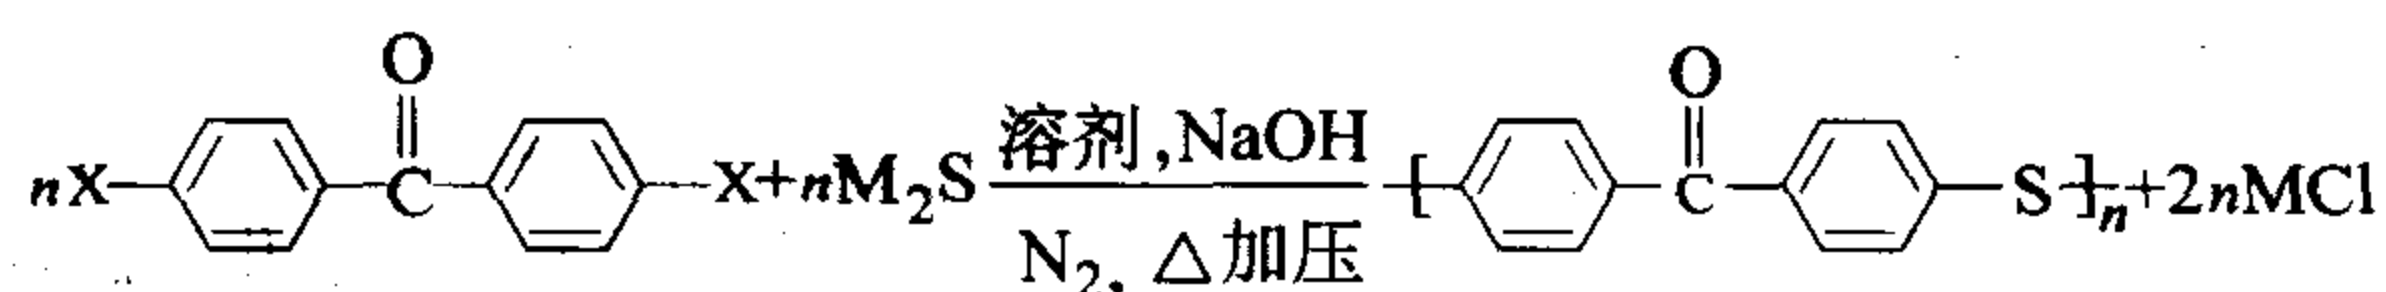 O O
nX C X+nM₂S 溶剂,NaOH [ C S ]n+2nMCl
N₂, △加压